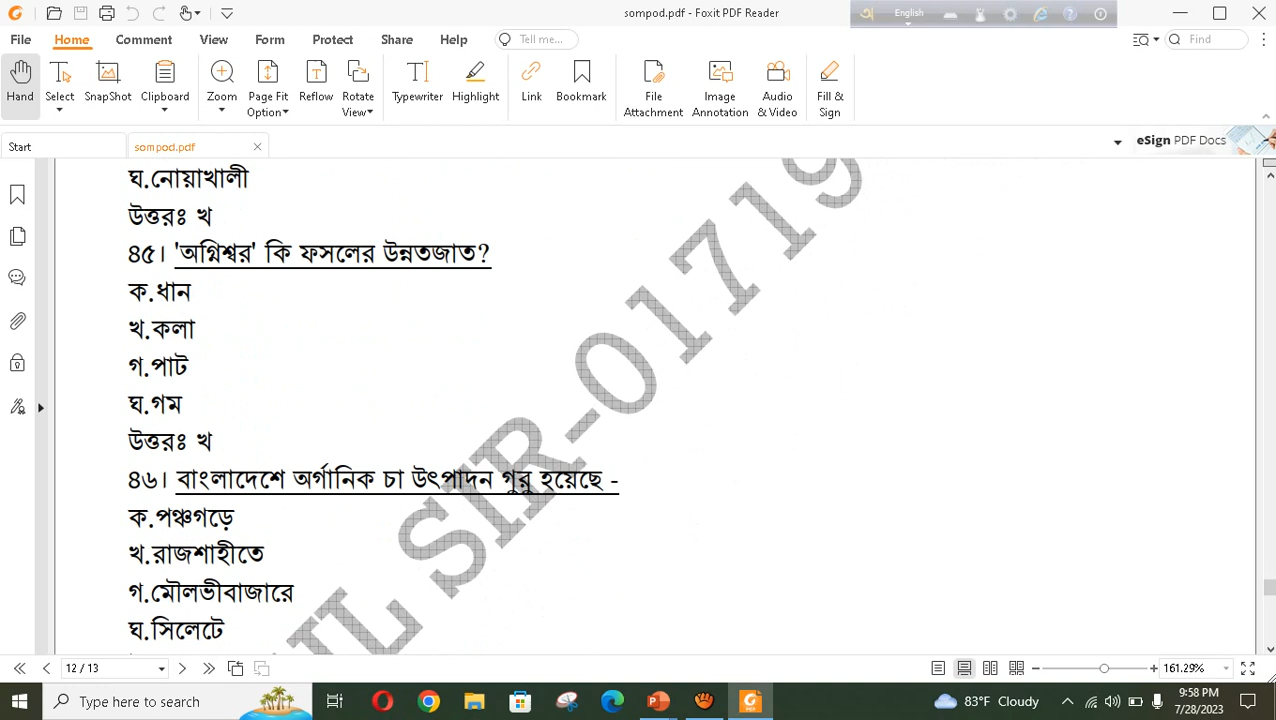 sompod.pdf - Foxit PDF Reader
English
File Home Comment View Form Protect Share Help Tell me... Find
Hand Select SnapShot Clipboard Zoom Page Fit Option Reflow Rotate View Typewriter Highlight Link Bookmark File Attachment Image Annotation Audio & Video Fill & Sign
Start sompod.pdf eSign PDF Docs
ঘ.নোয়াখালী
উত্তরঃ খ
৪৫। 'অগ্নিশ্বর' কি ফসলের উন্নতজাত?
ক.ধান
খ.কলা
গ.পাট
ঘ.গম
উত্তরঃ খ
৪৬। বাংলাদেশে অর্গানিক চা উৎপাদন গুরু হয়েছে -
ক.পঞ্চগড়ে
খ.রাজশাহীতে
গ.মৌলভীবাজারে
ঘ.সিলেটে
SIR-01719
12 / 13 161.29%
Type here to search 83°F Cloudy 9:58 PM
7/28/2023